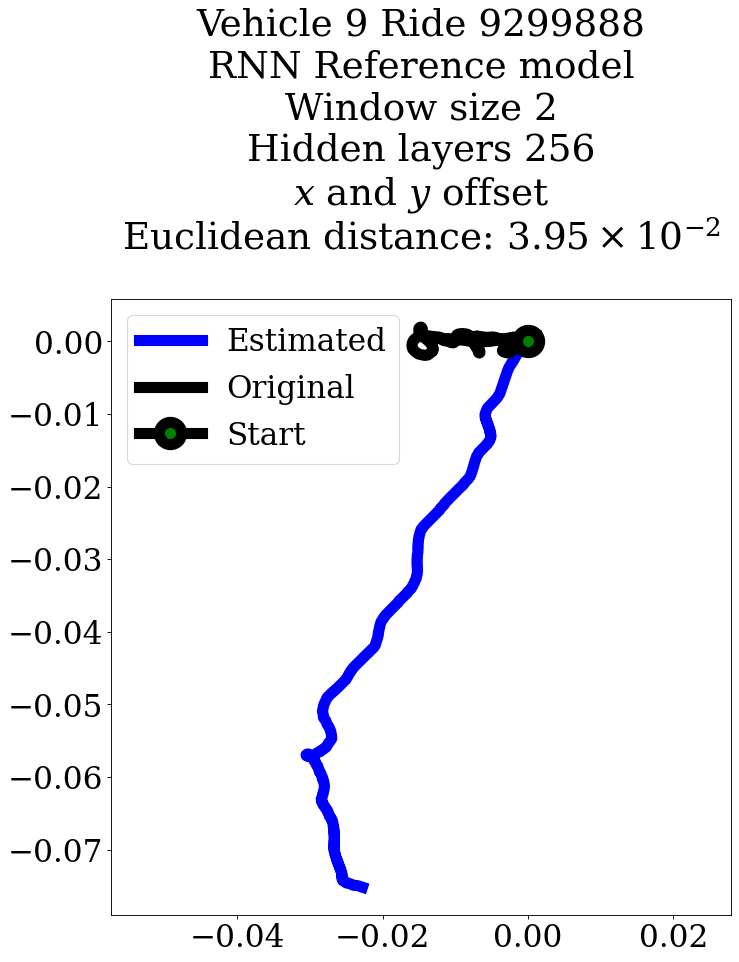 Vehicle 9 Ride 9299888
RNN Reference model
Window size 2
Hidden layers 256
x and y offset
Euclidean distance: 3.95 × 10⁻²
Estimated
Original
Start
0.00
−0.01
−0.02
−0.03
−0.04
−0.05
−0.06
−0.07
−0.04 −0.02 0.00 0.02